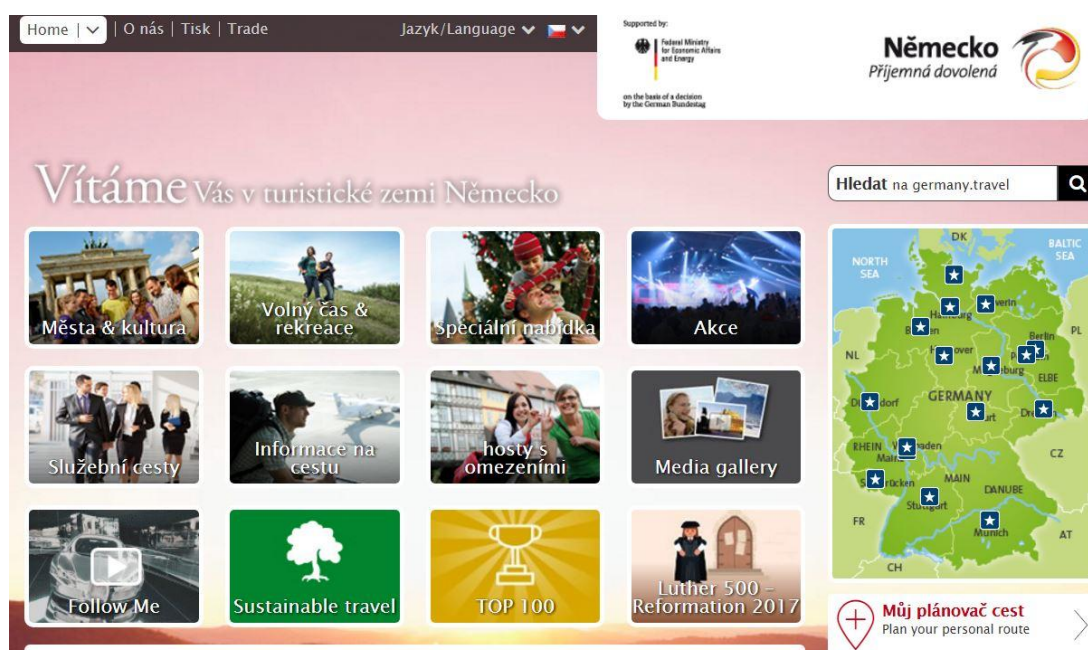 Home
O nás | Tisk | Trade
Jazyk/Language
Supported by:
Federal Ministry
for Economic Affairs
and Energy
on the basis of a decision
by the German Bundestag
Německo
Příjemná dovolená
Vítáme Vás v turistické zemi Německo
Hledat na germany.travel
Města & kultura
Volný čas &
rekreace
Speciální nabídka
Akce
Služební cesty
Informace na
cestu
hosty s
omezeními
Media gallery
Follow Me
Sustainable travel
TOP 100
Luther 500 –
Reformation 2017
DK
BALTIC
SEA
NORTH
SEA
PL
NL
ELBE
GERMANY
RHEIN
CZ
MAIN
DANUBE
FR
Munich
AT
CH
Můj plánovač cest
Plan your personal route